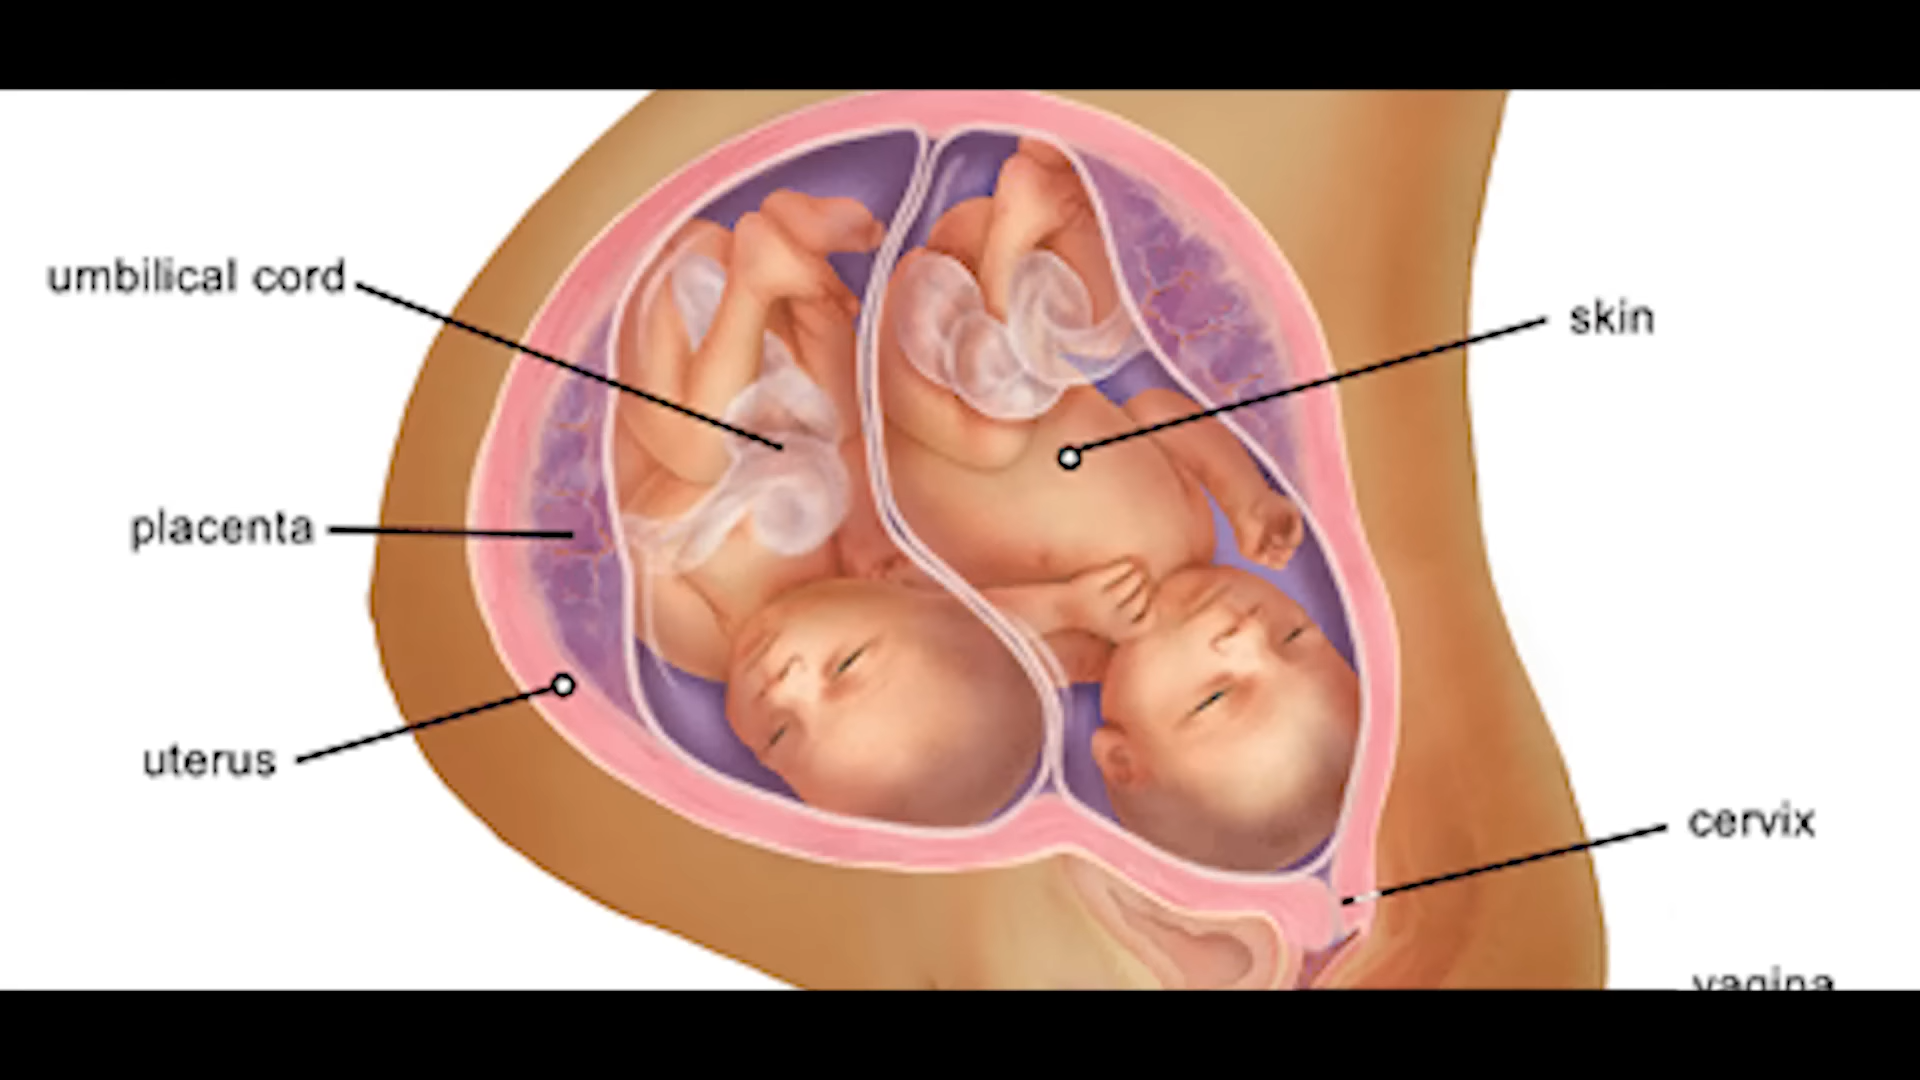 umbilical cord
skin
placenta
uterus
cervix
vagina